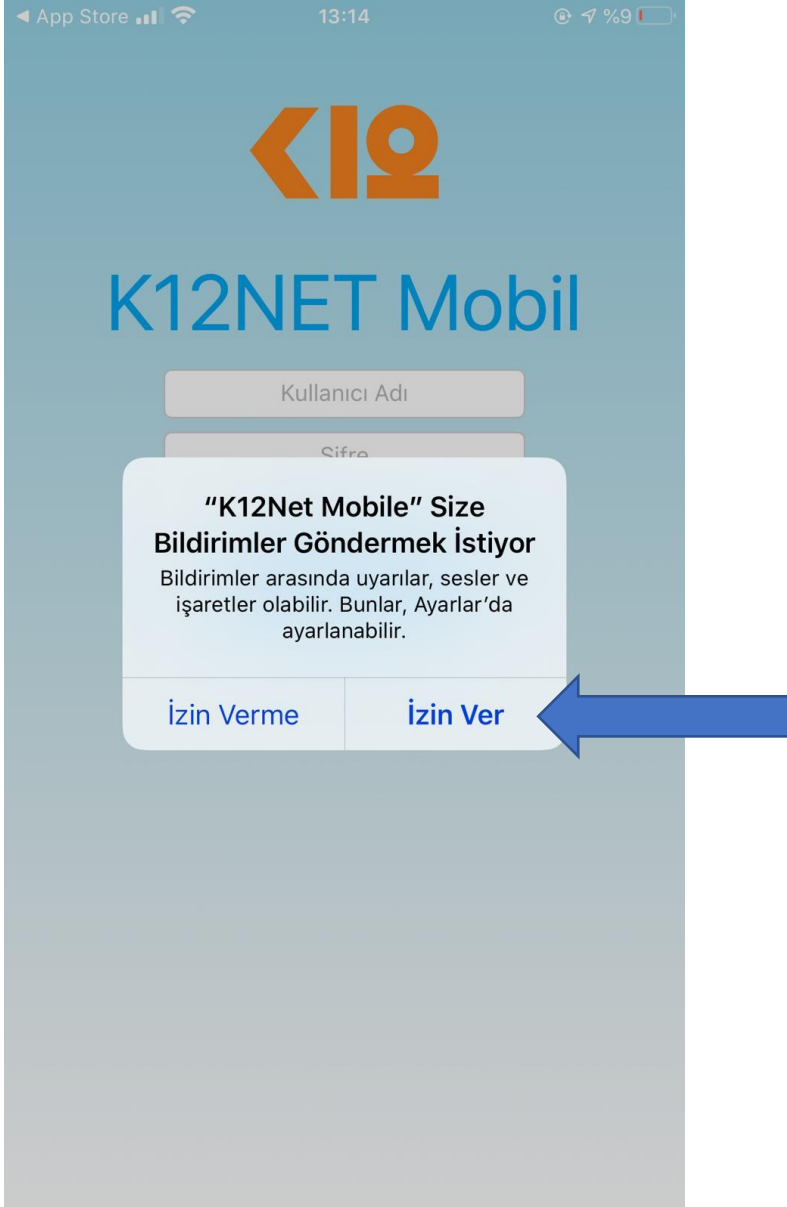 App Store 13:14 %9
K12
K12NET Mobil
Kullanıcı Adı
Şifre
“K12Net Mobile” Size
Bildirimler Göndermek İstiyor
Bildirimler arasında uyarılar, sesler ve
işaretler olabilir. Bunlar, Ayarlar’da
ayarlanabilir.
İzin Verme İzin Ver